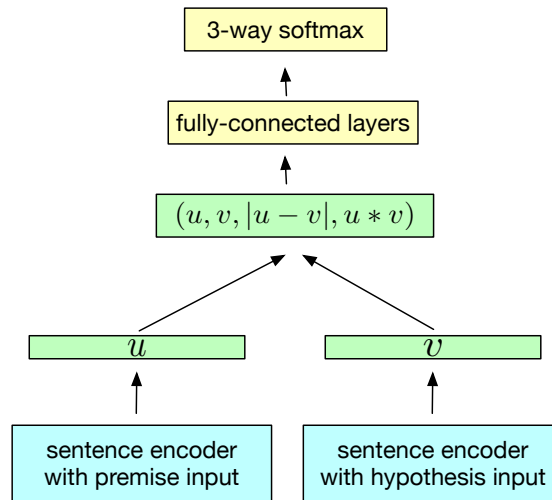 3-way softmax
fully-connected layers
(u, v, |u − v|, u ∗ v)
u
v
sentence encoder
with premise input
sentence encoder
with hypothesis input